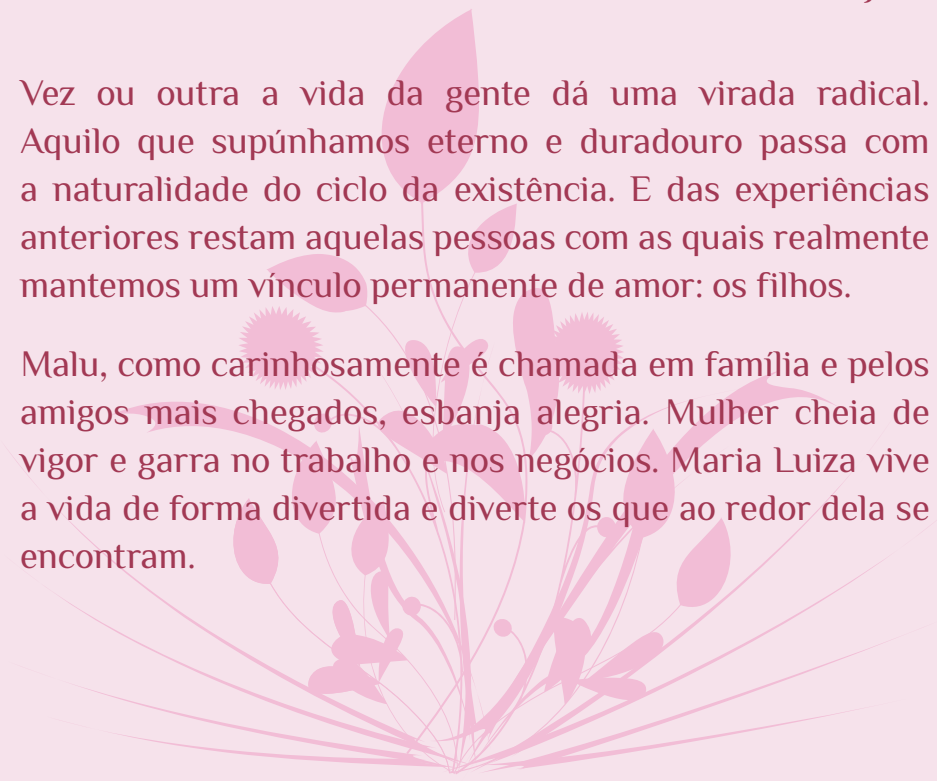 Vez ou outra a vida da gente dá uma virada radical.
Aquilo que supúnhamos eterno e duradouro passa com
a naturalidade do ciclo da existência. E das experiências
anteriores restam aquelas pessoas com as quais realmente
mantemos um vínculo permanente de amor: os filhos.
Malu, como carinhosamente é chamada em família e pelos
amigos mais chegados, esbanja alegria. Mulher cheia de
vigor e garra no trabalho e nos negócios. Maria Luiza vive
a vida de forma divertida e diverte os que ao redor dela se
encontram.